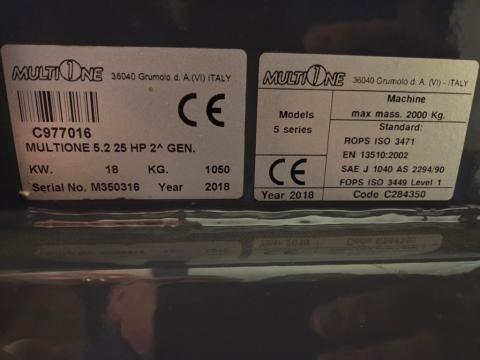 MULTIONE
36040 Grumolo d. A.(VI) ITALY
CE
C977016
MULTIONE 5.2 25 HP 2^ GEN.
KW. 18 KG. 1050
Serial No. M350316 Year 2018
MULTIONE
36040 Grumolo d.A. (VI) - ITALY
Models
5 series
CE
Year 2018
Machine
max mass. 2000 Kg.
Standard:
ROPS ISO 3471
EN 13510:2002
SAE J 1040 AS 2294/90
FOPS ISO 3449 Level 1
Code C284350